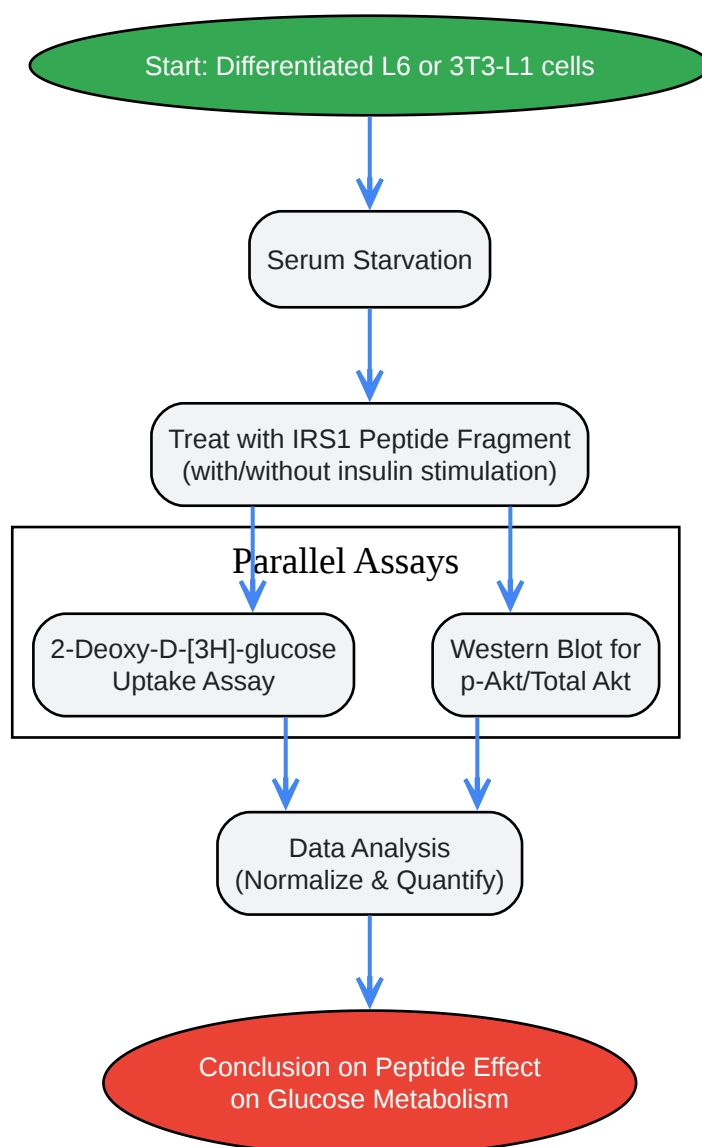 Start: Differentiated L6 or 3T3-L1 cells
Serum Starvation
Treat with IRS1 Peptide Fragment
(with/without insulin stimulation)
Parallel Assays
2-Deoxy-D-[3H]-glucose
Uptake Assay
Western Blot for
p-Akt/Total Akt
Data Analysis
(Normalize & Quantify)
Conclusion on Peptide Effect
on Glucose Metabolism